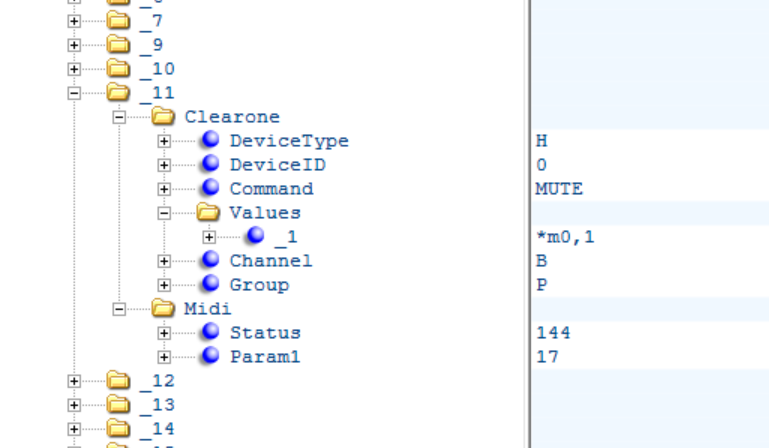 _7
_9
_10
_11
Clearone
DeviceType H
DeviceID 0
Command MUTE
Values
_1 *m0,1
Channel B
Group P
Midi
Status 144
Param1 17
_12
_13
_14